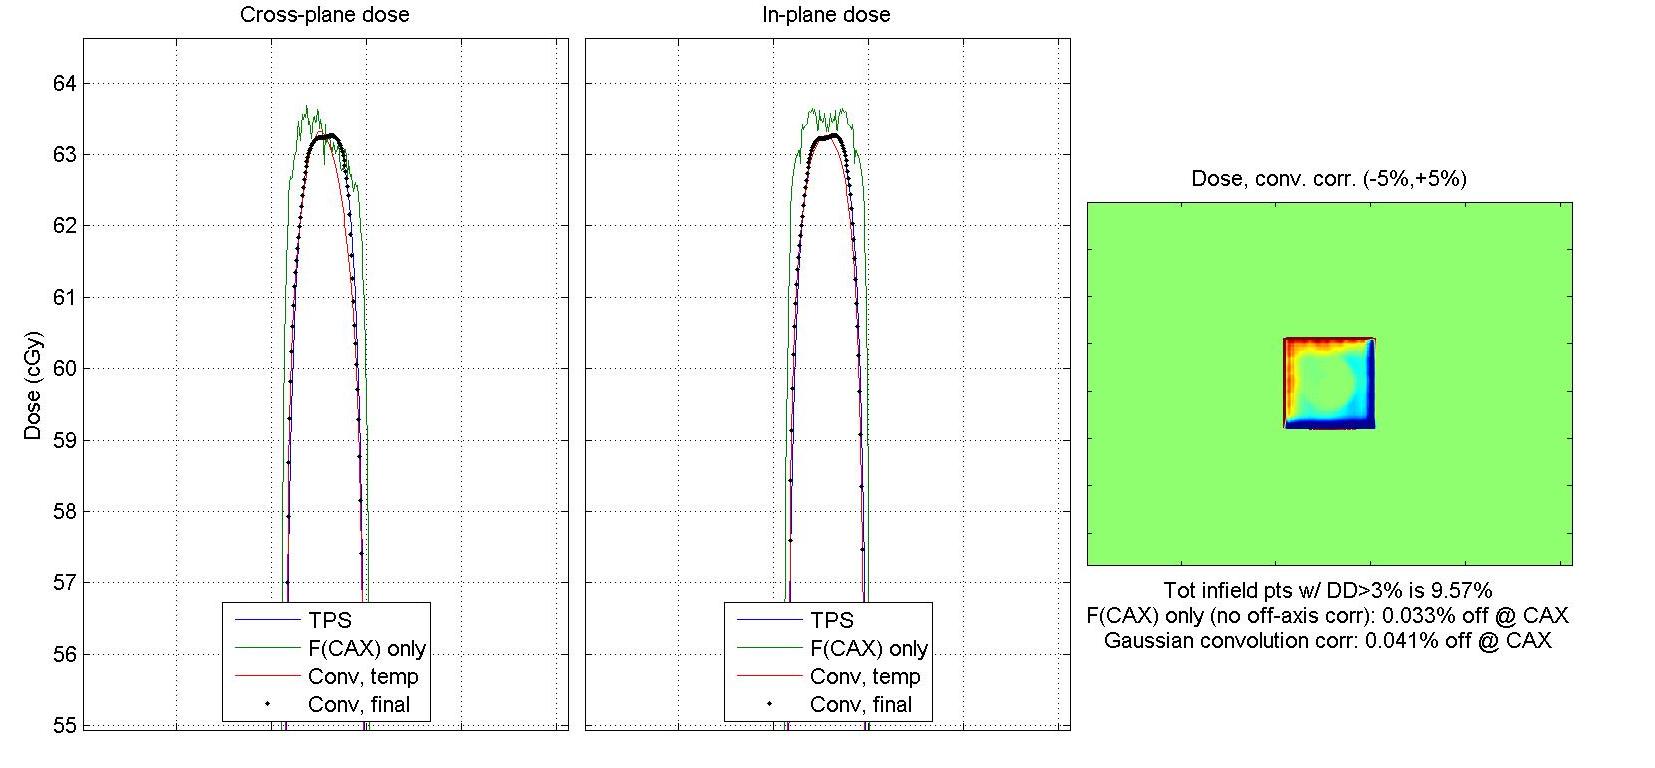 Cross-plane dose
In-plane dose
Dose (cGy)
64
63
62
61
60
59
58
57
56
55
TPS
F(CAX) only
Conv, temp
Conv, final
TPS
F(CAX) only
Conv, temp
Conv, final
Dose, conv. corr. (-5%,+5%)
Tot infield pts w/ DD>3% is 9.57%
F(CAX) only (no off-axis corr): 0.033% off @ CAX
Gaussian convolution corr: 0.041% off @ CAX